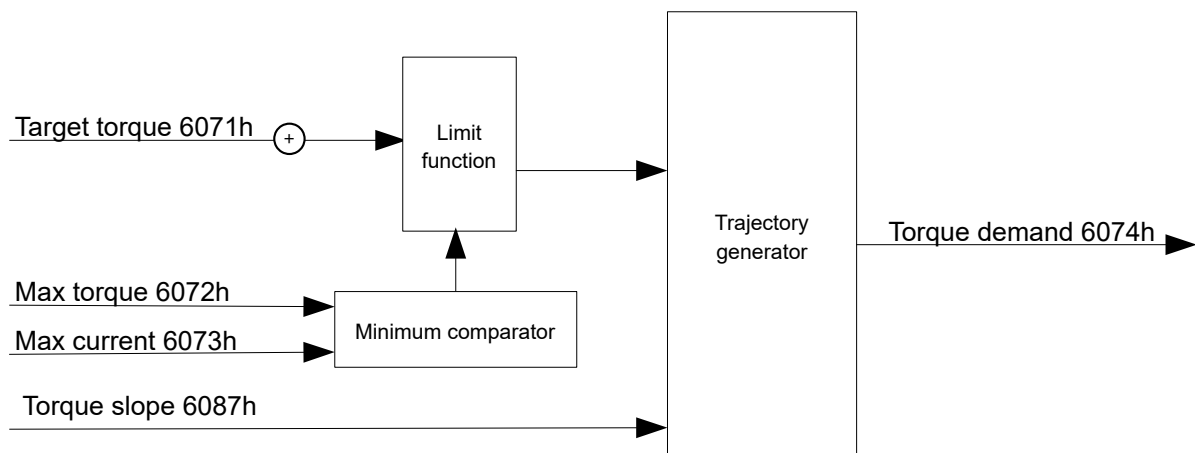 Target torque 6071h
+
Limit
function
Trajectory
generator
Torque demand 6074h
Max torque 6072h
Max current 6073h
Minimum comparator
Torque slope 6087h